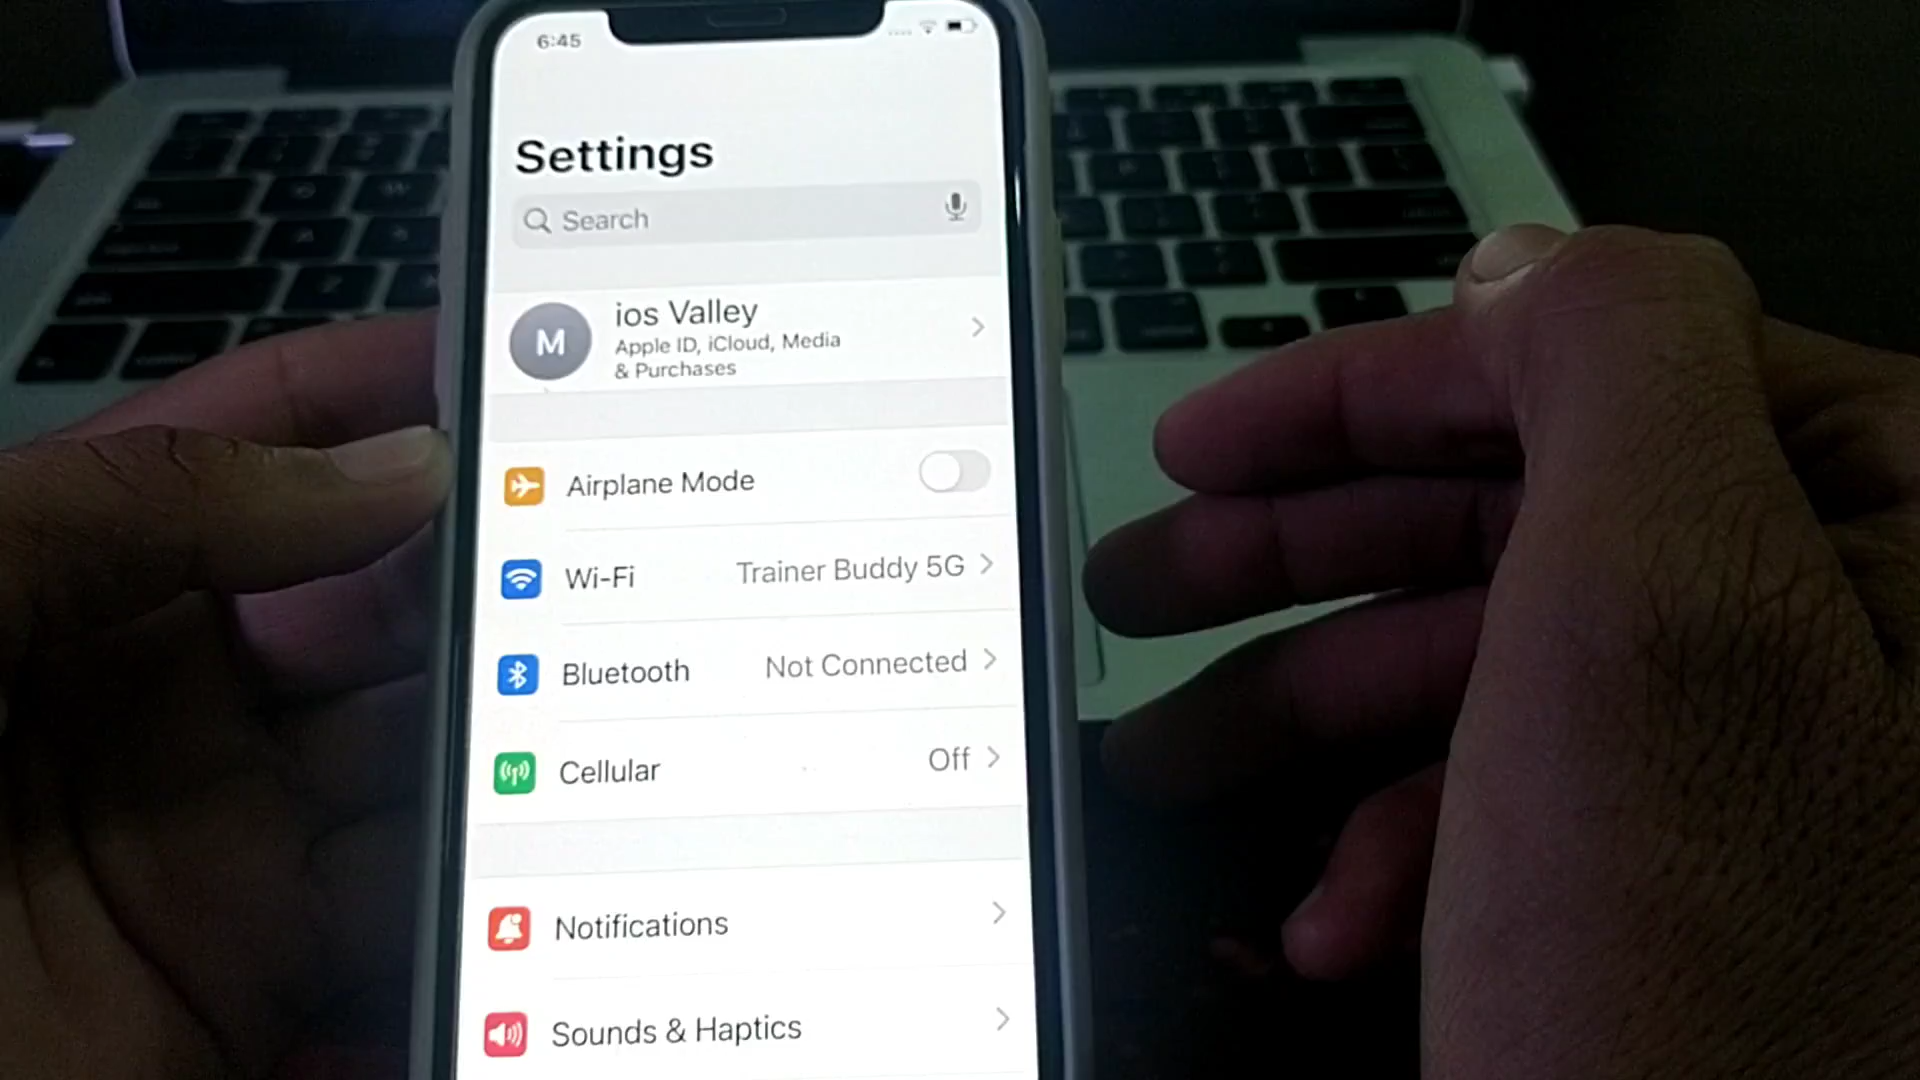 6:45
Settings
Search
M
ios Valley
Apple ID, iCloud, Media
& Purchases
Airplane Mode
Wi-Fi
Trainer Buddy 5G
Bluetooth
Not Connected
Cellular
Off
Notifications
Sounds & Haptics